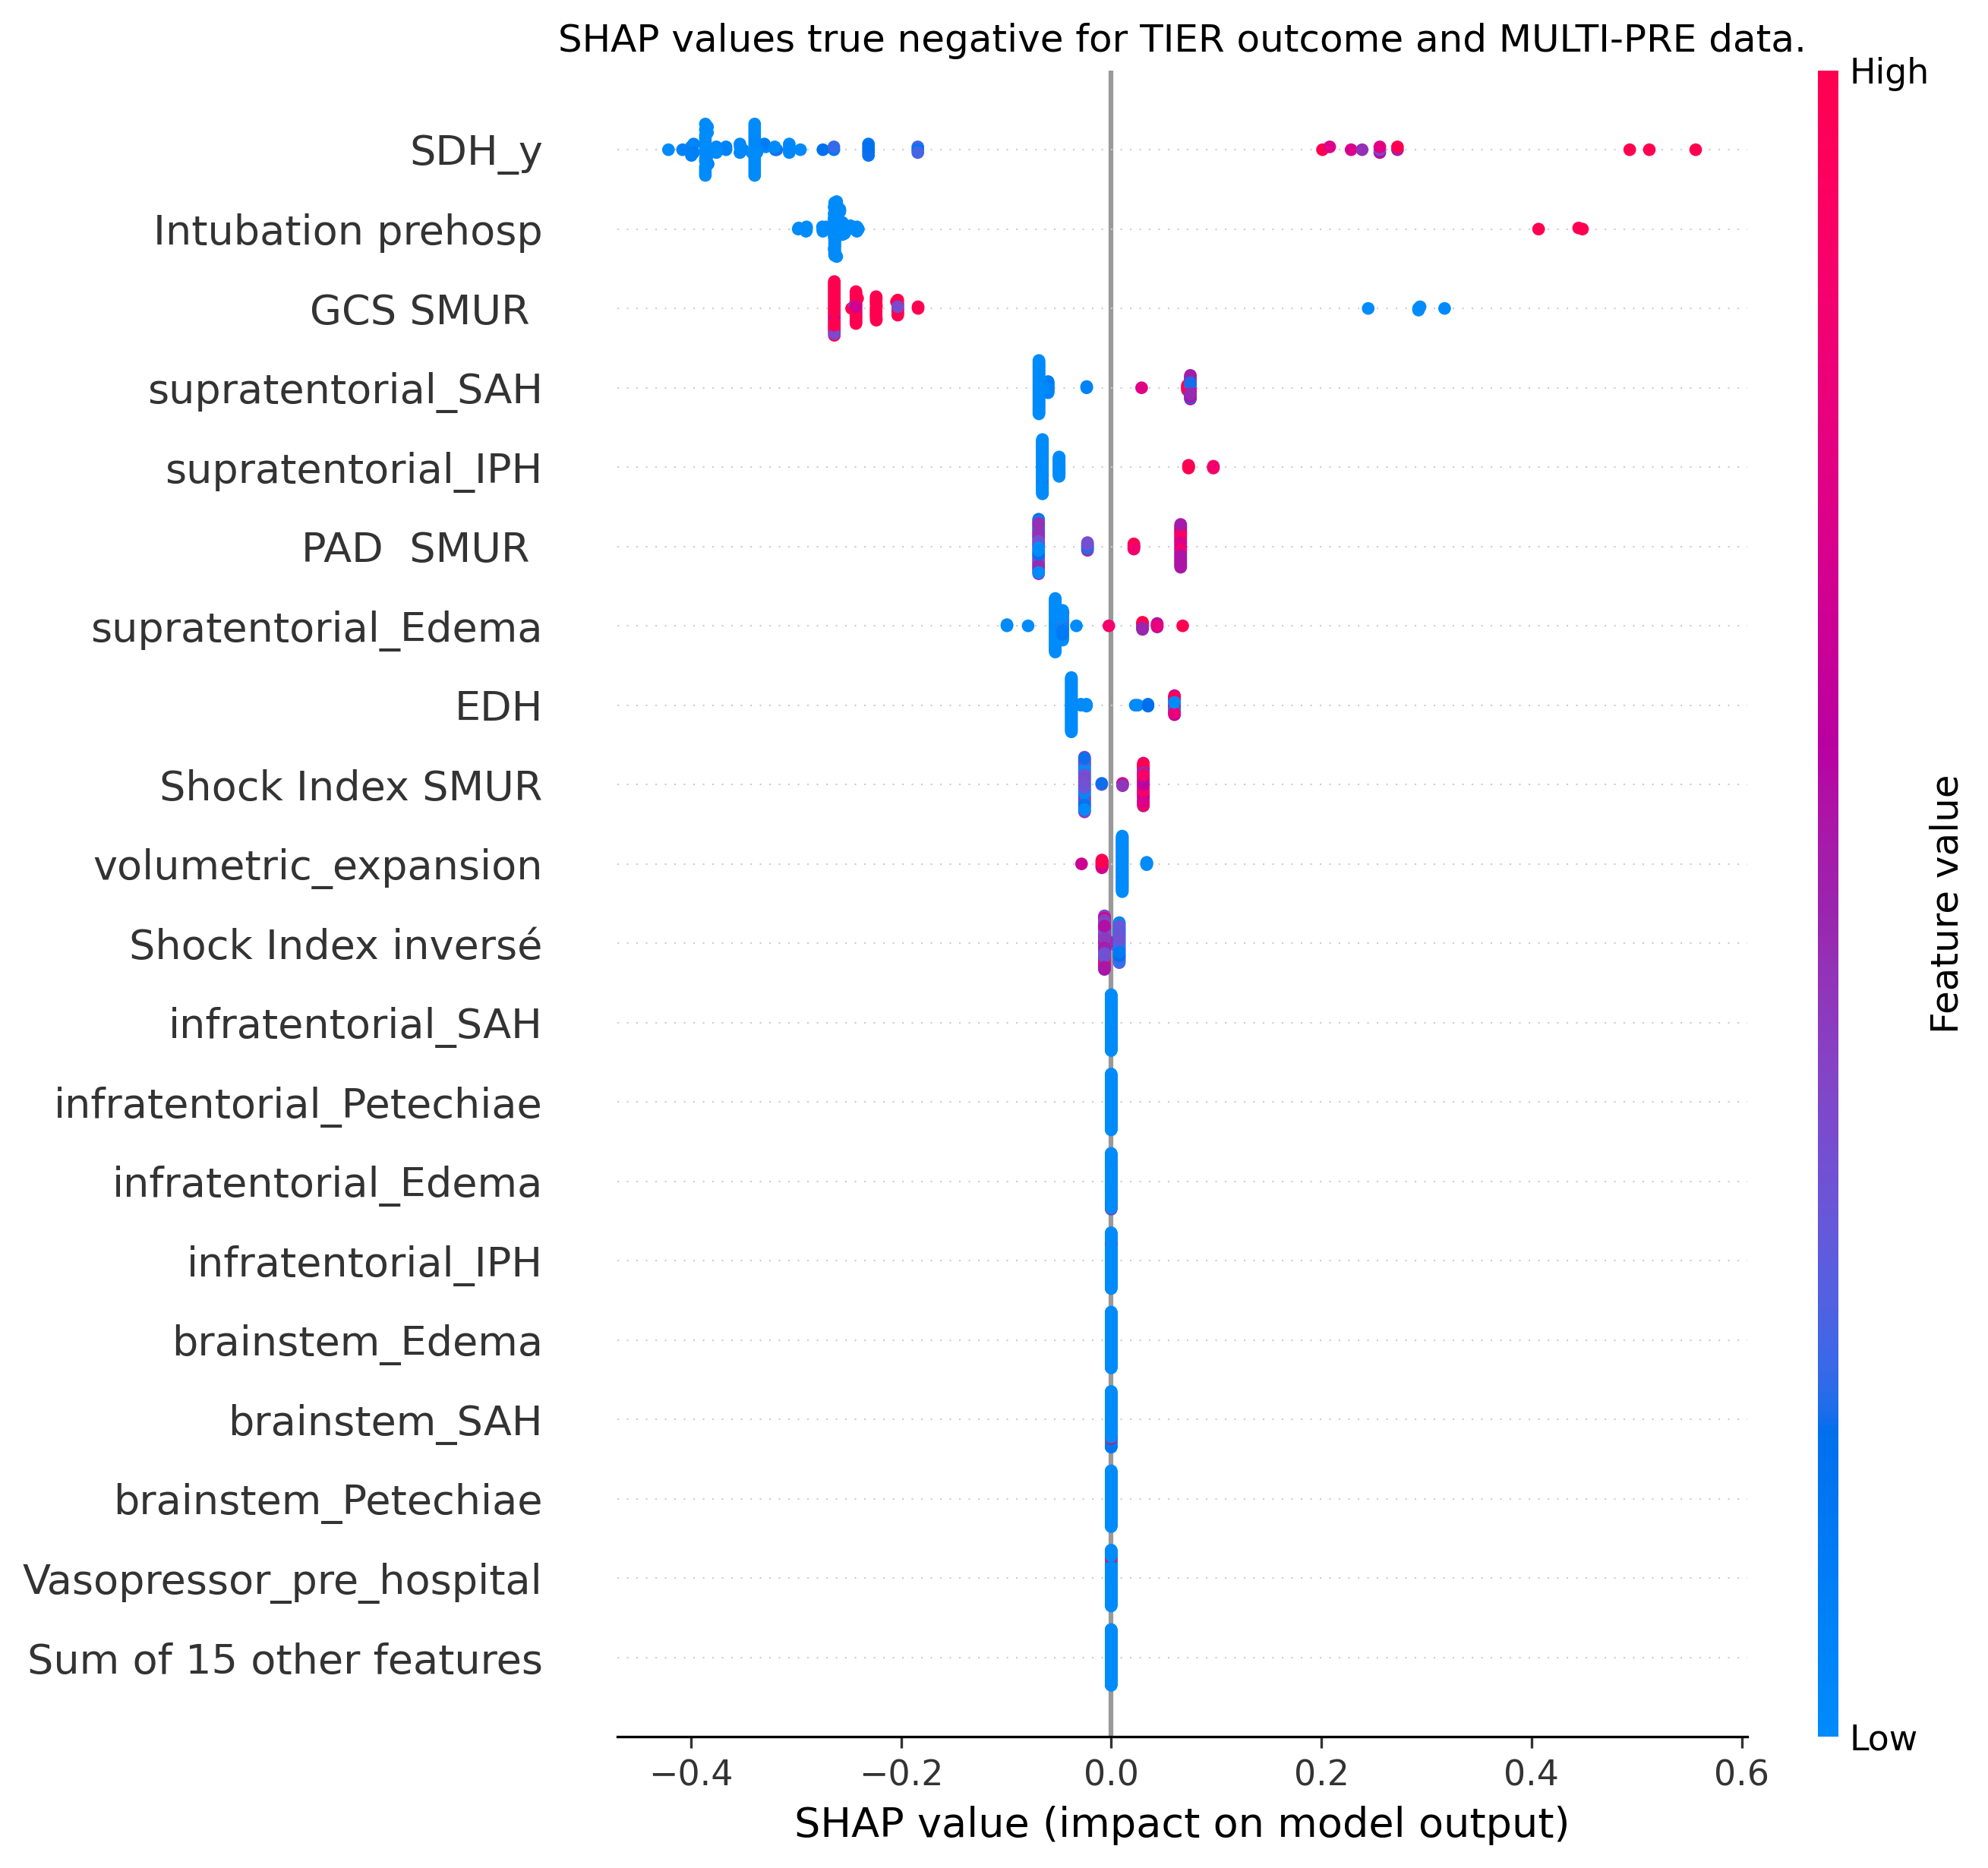 SHAP values true negative for TIER outcome and MULTI-PRE data.
High
SDH_y
Intubation prehosp
GCS SMUR
supratentorial_SAH
supratentorial_IPH
PAD  SMUR
supratentorial_Edema
EDH
Shock Index SMUR
volumetric_expansion
Shock Index inversé
infratentorial_SAH
infratentorial_Petechiae
infratentorial_Edema
infratentorial_IPH
brainstem_Edema
brainstem_SAH
brainstem_Petechiae
Vasopressor_pre_hospital
Sum of 15 other features
Feature value
Low
−0.4 −0.2 0.0 0.2 0.4 0.6
SHAP value (impact on model output)